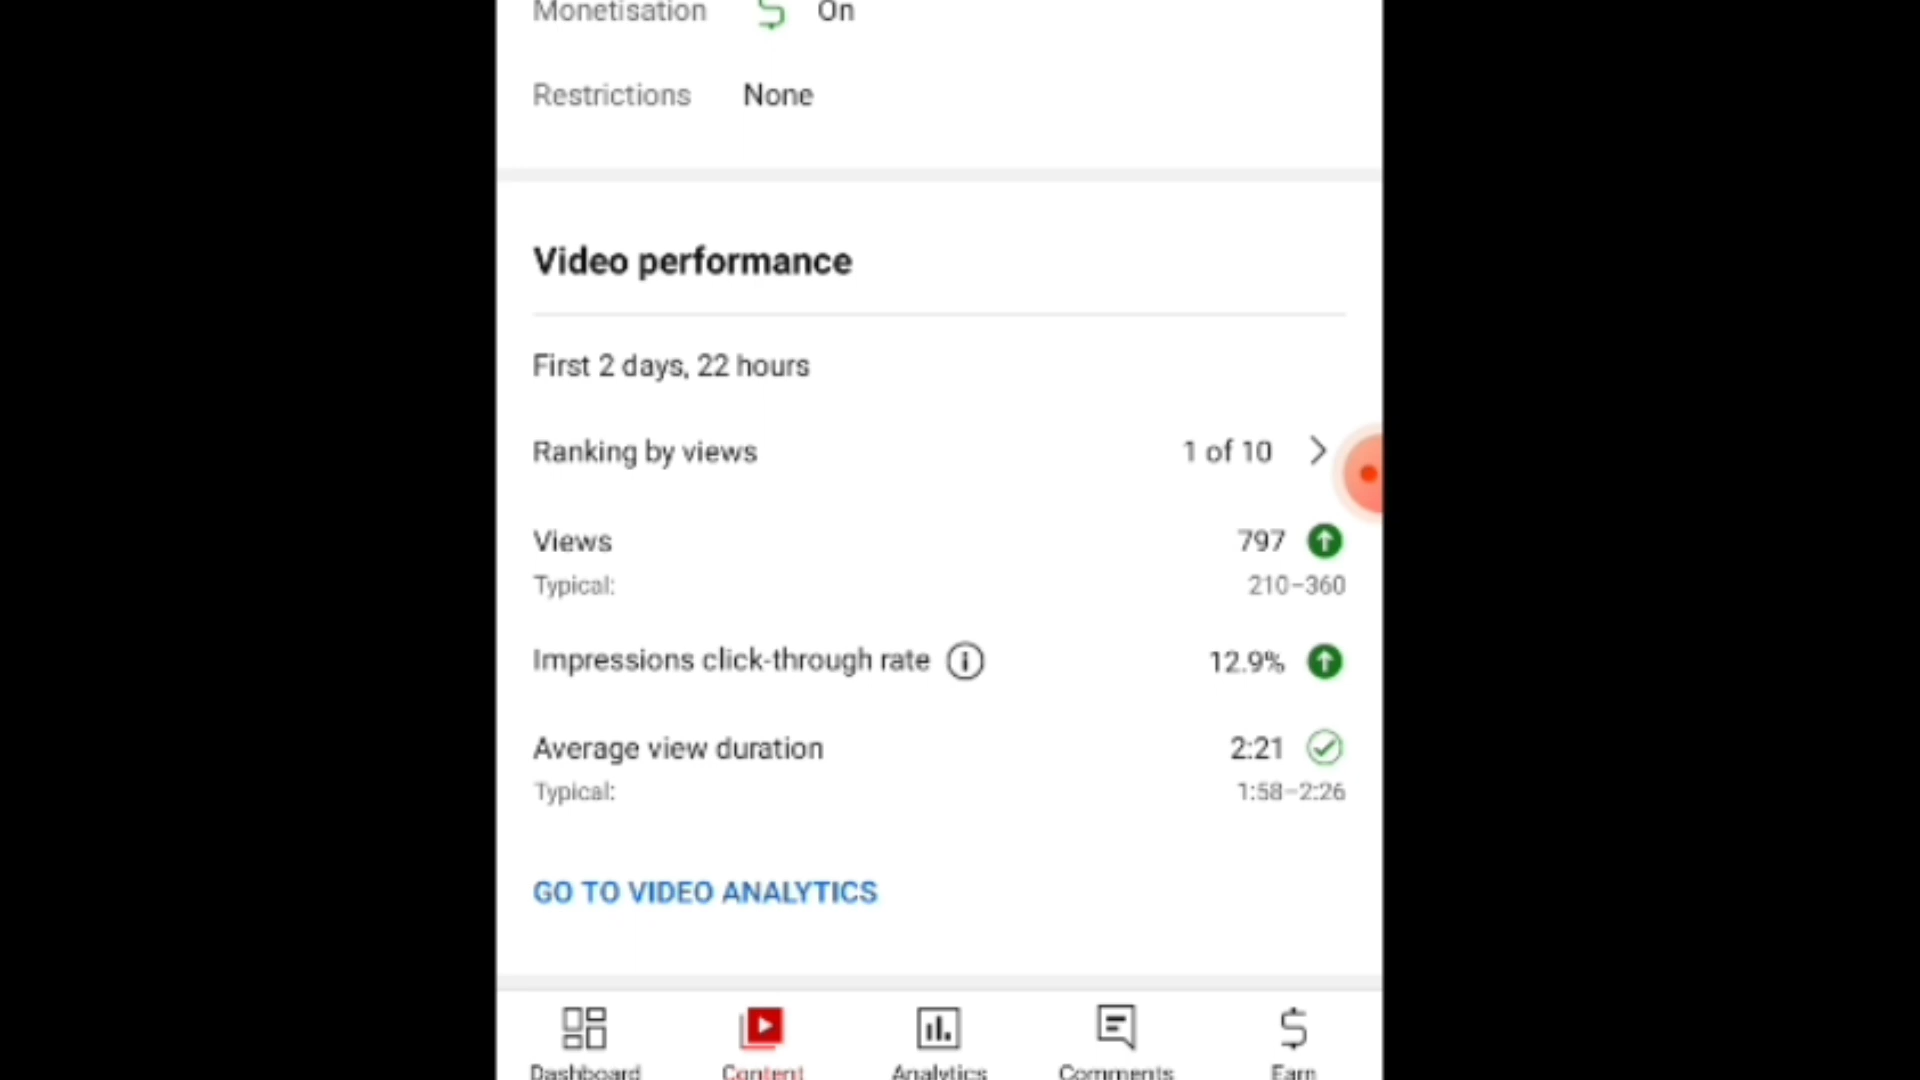 Monetisation $ On
Restrictions None
Video performance
First 2 days, 22 hours
Ranking by views 1 of 10
Views 797
Typical: 210–360
Impressions click-through rate 12.9%
Average view duration 2:21
Typical: 1:58–2:26
GO TO VIDEO ANALYTICS
Dashboard Content Analytics Comments Earn